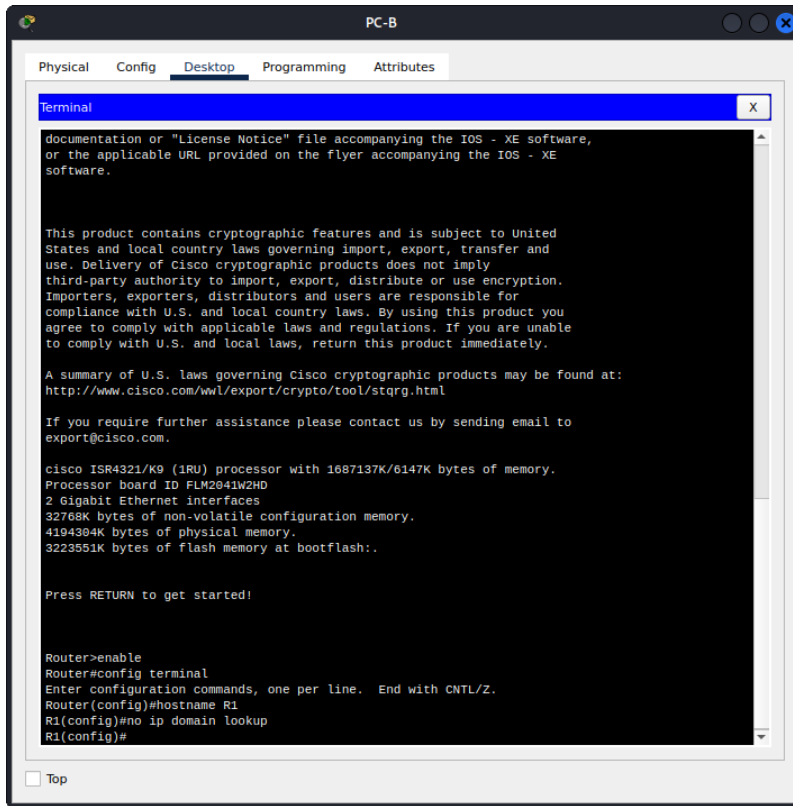 PC-B
Physical Config Desktop Programming Attributes
Terminal
X
documentation or "License Notice" file accompanying the IOS - XE software,
or the applicable URL provided on the flyer accompanying the IOS - XE
software.
This product contains cryptographic features and is subject to United
States and local country laws governing import, export, transfer and
use. Delivery of Cisco cryptographic products does not imply
third-party authority to import, export, distribute or use encryption.
Importers, exporters, distributors and users are responsible for
compliance with U.S. and local country laws. By using this product you
agree to comply with applicable laws and regulations. If you are unable
to comply with U.S. and local laws, return this product immediately.
A summary of U.S. laws governing Cisco cryptographic products may be found at:
http://www.cisco.com/wwl/export/crypto/tool/stqrg.html
If you require further assistance please contact us by sending email to
export@cisco.com.
cisco ISR4321/K9 (1RU) processor with 1687137K/6147K bytes of memory.
Processor board ID FLM2041W2HD
2 Gigabit Ethernet interfaces
32768K bytes of non-volatile configuration memory.
4194304K bytes of physical memory.
3223551K bytes of flash memory at bootflash:.
Press RETURN to get started!
Router>enable
Router#config terminal
Enter configuration commands, one per line.  End with CNTL/Z.
Router(config)#hostname R1
R1(config)#no ip domain lookup
R1(config)#
Top